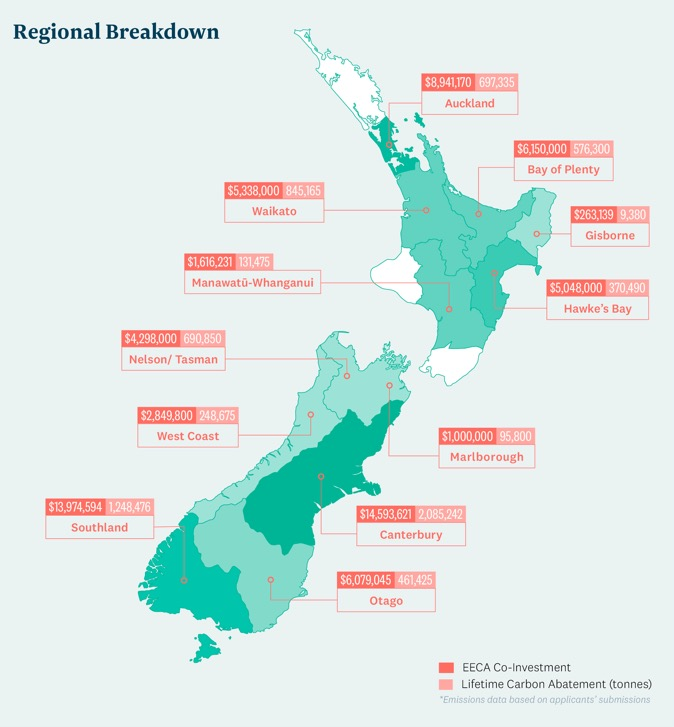 Regional Breakdown
$8,941,170 697,335
Auckland
$6,150,000 576,300
Bay of Plenty
$5,338,000 845,165
Waikato
$263,139 9,380
Gisborne
$1,616,231 131,475
Manawatū-Whanganui
$5,048,000 370,490
Hawke's Bay
$4,298,000 690,850
Nelson/ Tasman
$2,849,800 248,675
West Coast
$1,000,000 95,800
Marlborough
$13,974,594 1,248,476
Southland
$14,593,621 2,085,242
Canterbury
$6,079,045 461,425
Otago
EECA Co-Investment
Lifetime Carbon Abatement (tonnes)
*Emissions data based on applicants' submissions